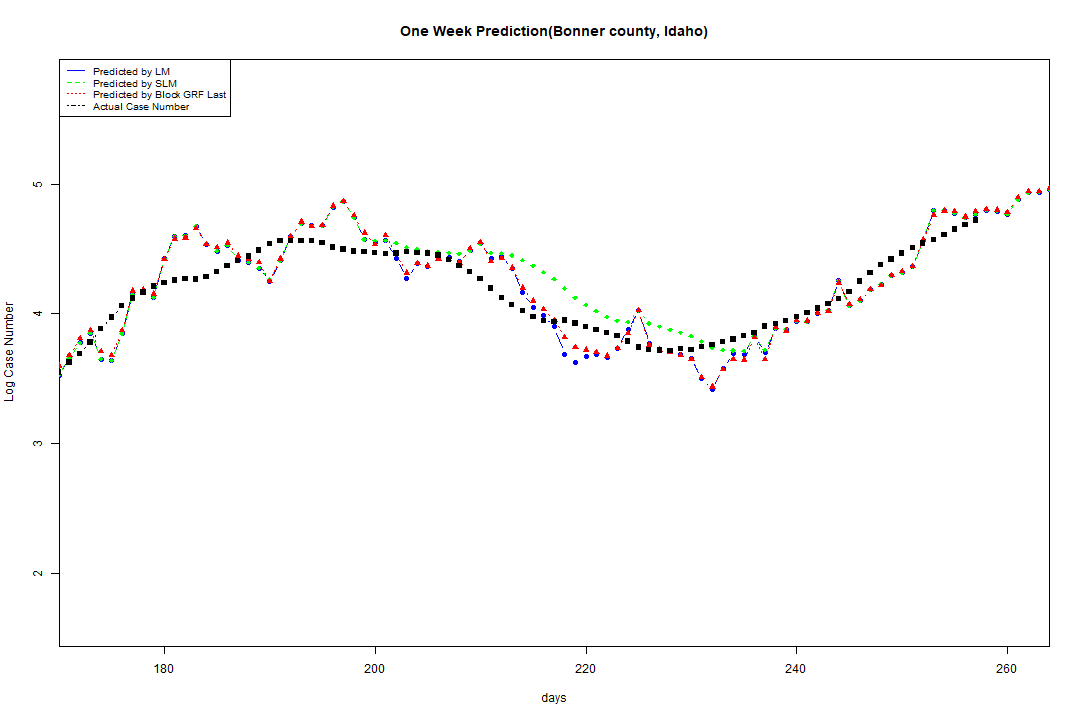 One Week Prediction(Bonner county, Idaho)
Predicted by LM
Predicted by SLM
Predicted by Block GRF Last
Actual Case Number
5
4
3
2
Log Case Number
180 200 220 240 260
days